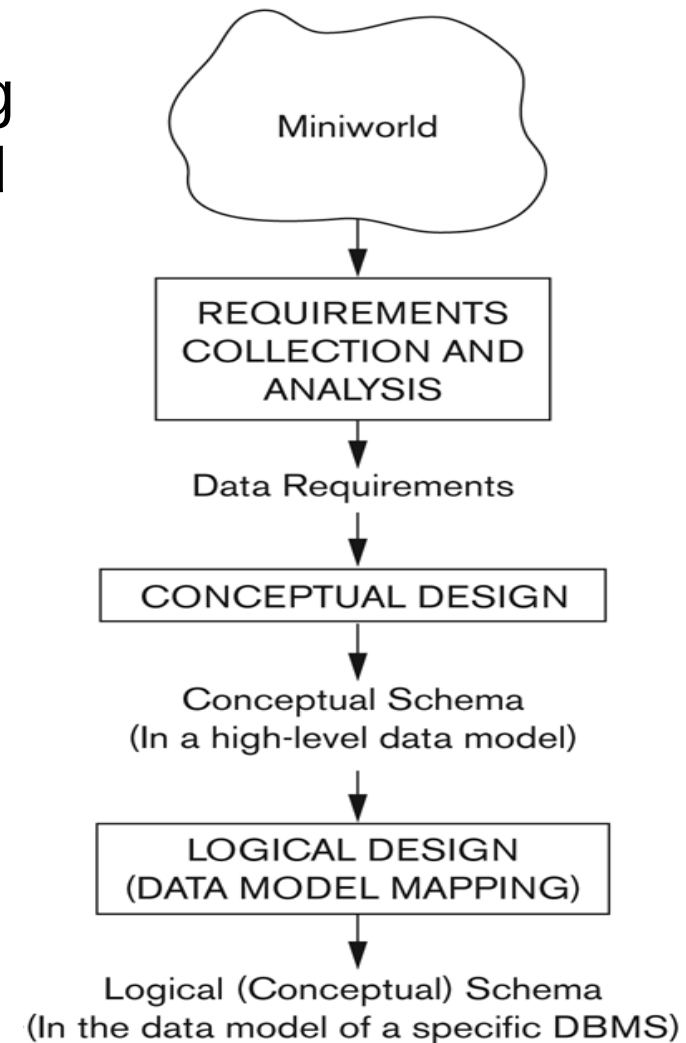 g
Miniworld
REQUIREMENTS
COLLECTION AND
ANALYSIS
Data Requirements
CONCEPTUAL DESIGN
Conceptual Schema
(In a high-level data model)
LOGICAL DESIGN
(DATA MODEL MAPPING)
Logical (Conceptual) Schema
(In the data model of a specific DBMS)